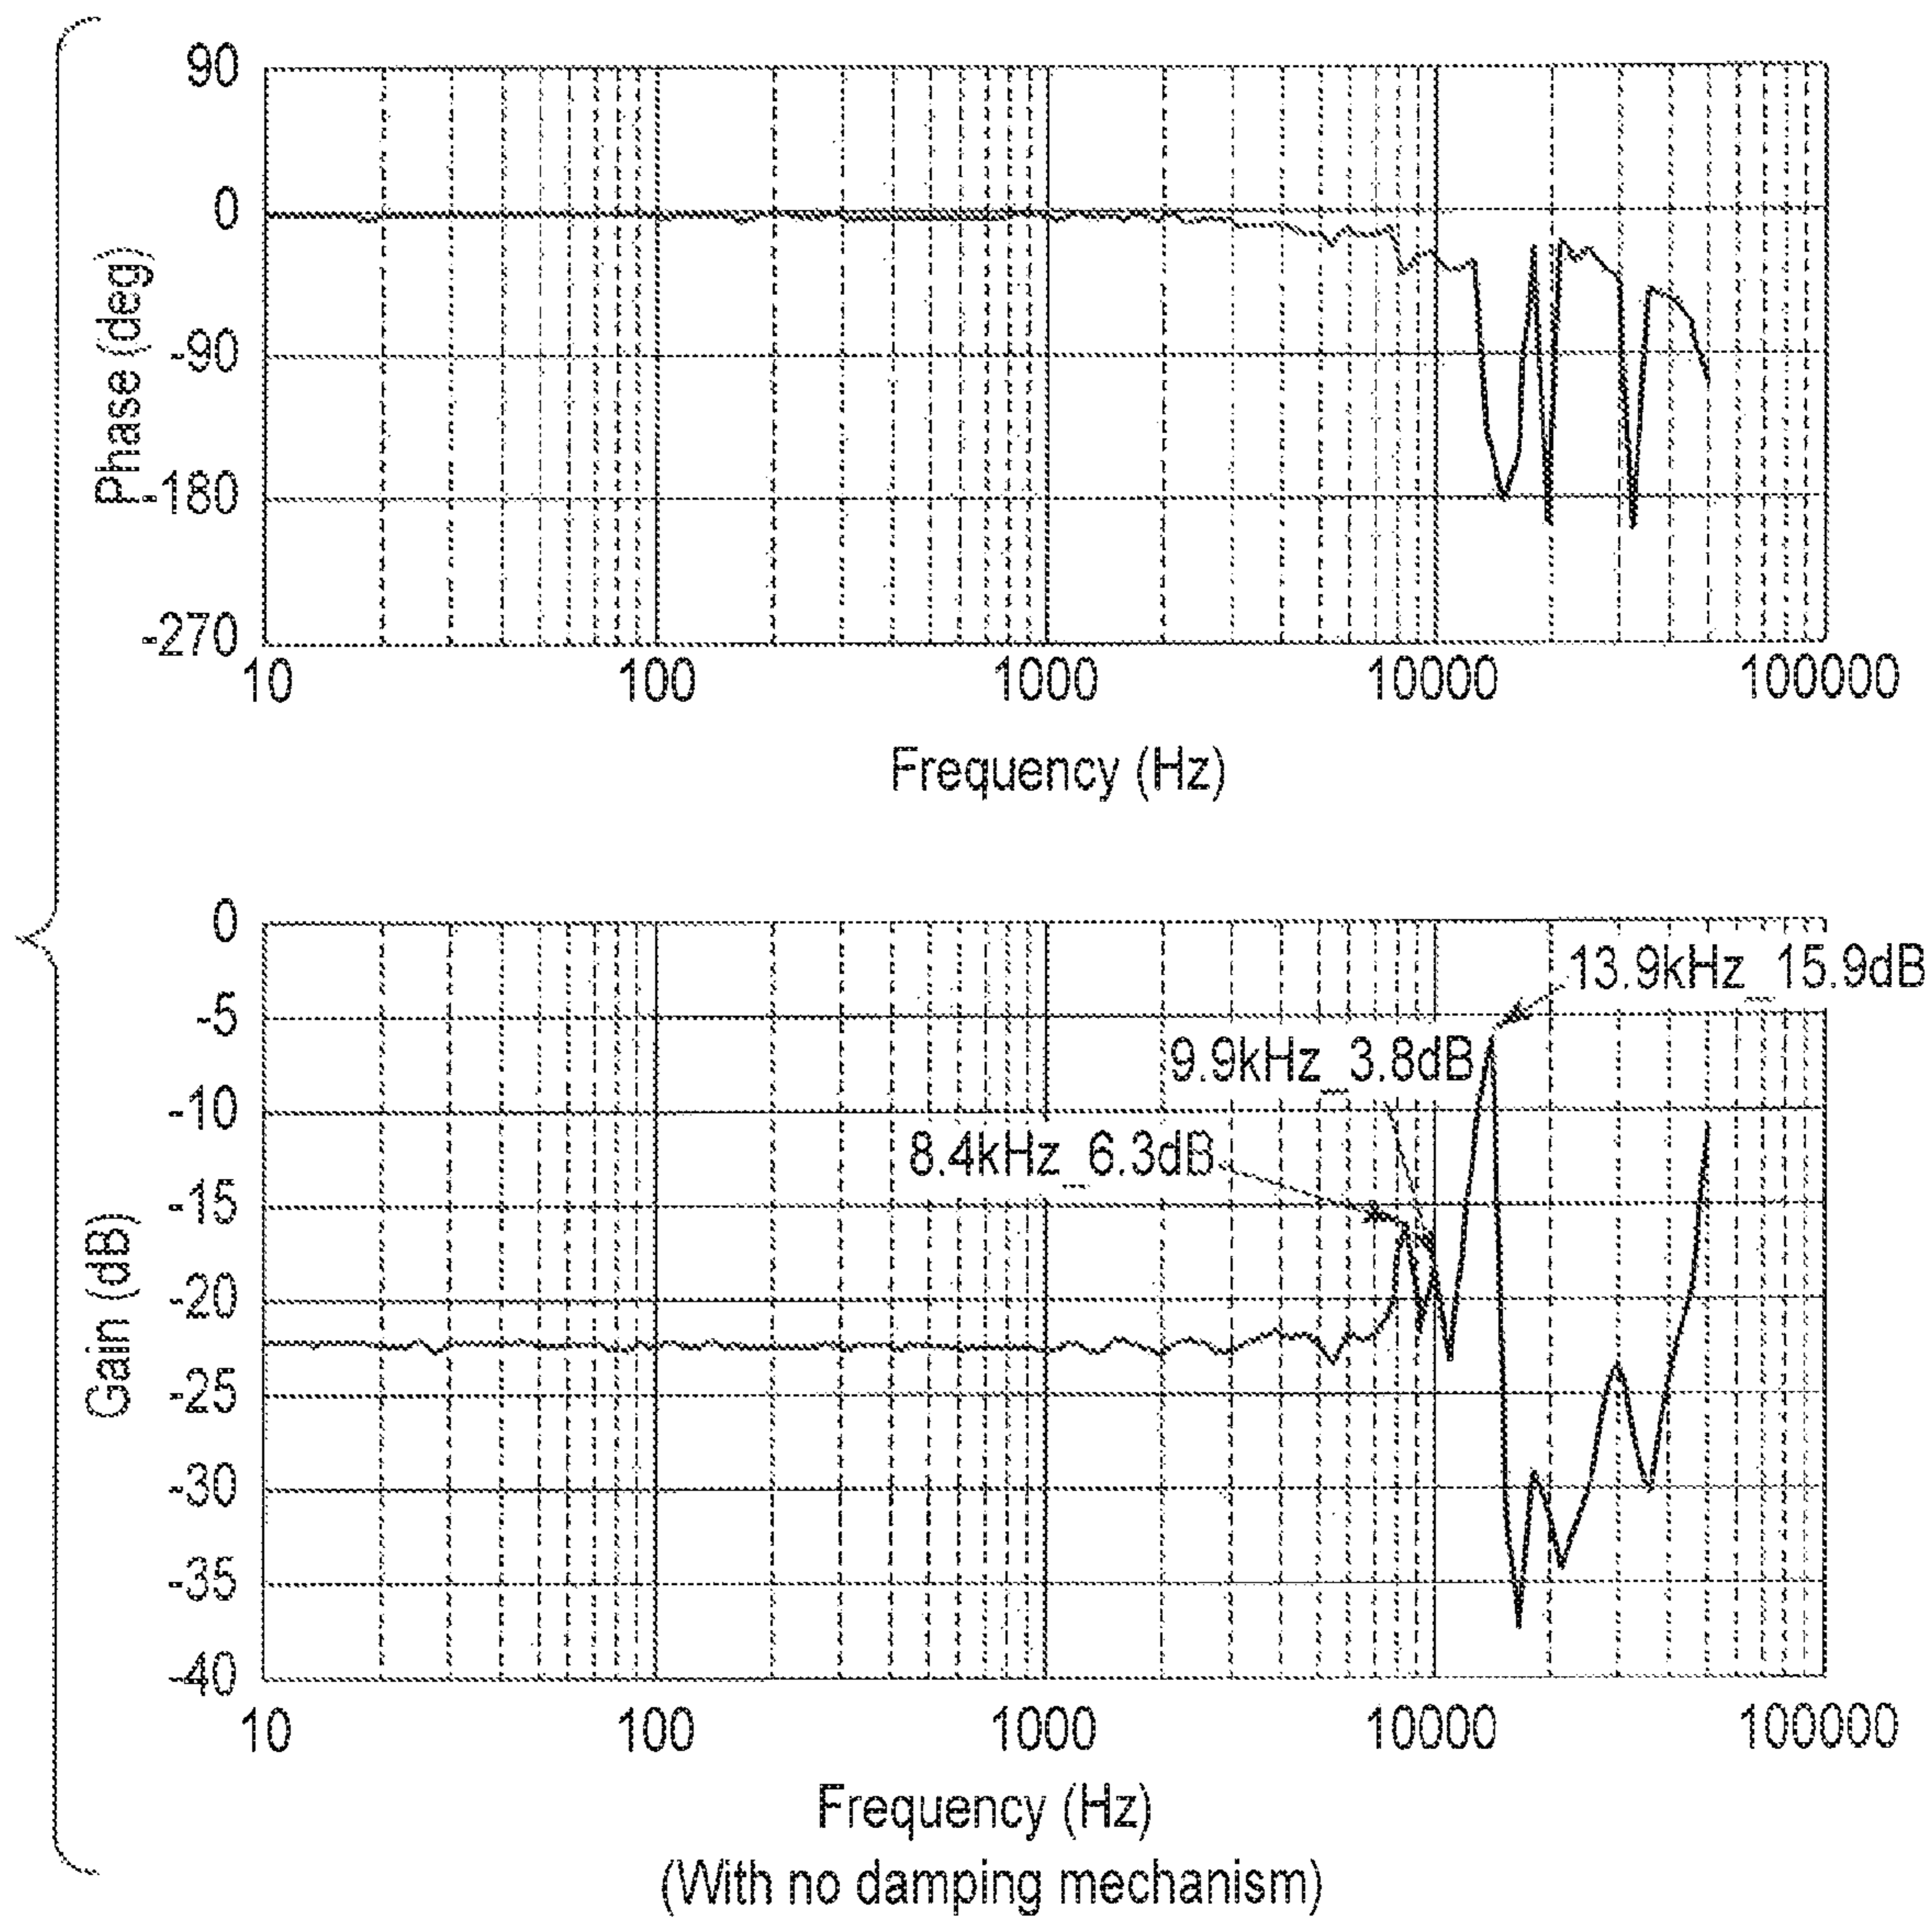 90
0
-90
-180
-270
Phase (deg)
10 100 1000 10000 100000
Frequency (Hz)
0
-5
-10
-15
-20
-25
-30
-35
-40
Gain (dB)
13.9kHz_15.9dB
9.9kHz_3.8dB
8.4kHz_6.3dB
10 100 1000 10000 100000
Frequency (Hz)
(With no damping mechanism)